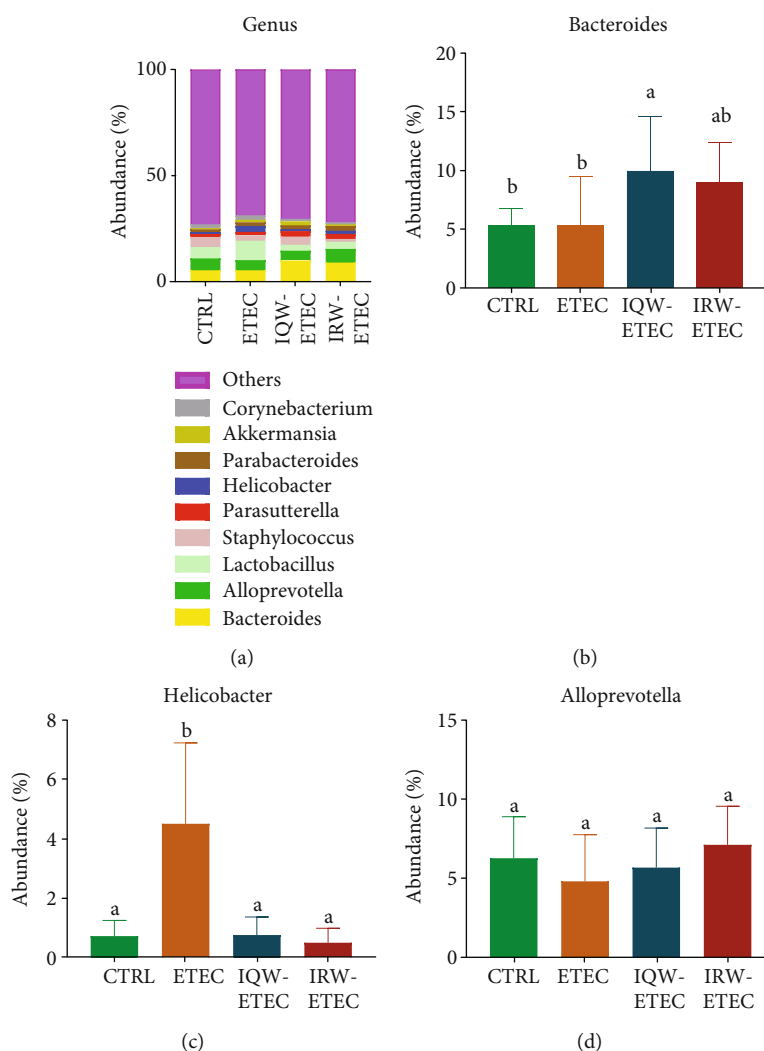 Genus
Abundance (%)
100
50
0
CTRL
ETEC
IQW-
ETEC
IRW-
ETEC
Others
Corynebacterium
Akkermansia
Parabacteroides
Helicobacter
Parasutterella
Staphylococcus
Lactobacillus
Alloprevotella
Bacteroides
(a)
Bacteroides
Abundance (%)
20
15
10
5
0
b
b
a
ab
CTRL
ETEC
IQW-
ETEC
IRW-
ETEC
(b)
Helicobacter
Abundance (%)
8
6
4
2
0
a
b
a
a
CTRL
ETEC
IQW-
ETEC
IRW-
ETEC
(c)
Alloprevotella
Abundance (%)
15
10
5
0
a
a
a
a
CTRL
ETEC
IQW-
ETEC
IRW-
ETEC
(d)